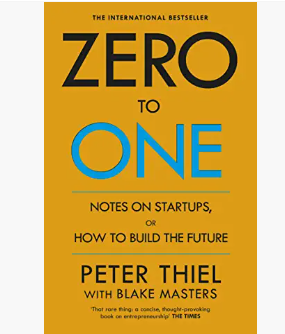 THE INTERNATIONAL BESTSELLER
ZERO
TO
ONE
NOTES ON STARTUPS,
OR
HOW TO BUILD THE FUTURE
PETER THIEL
WITH BLAKE MASTERS
'That rare thing: a concise, thought-provoking
book on entrepreneurship' THE TIMES